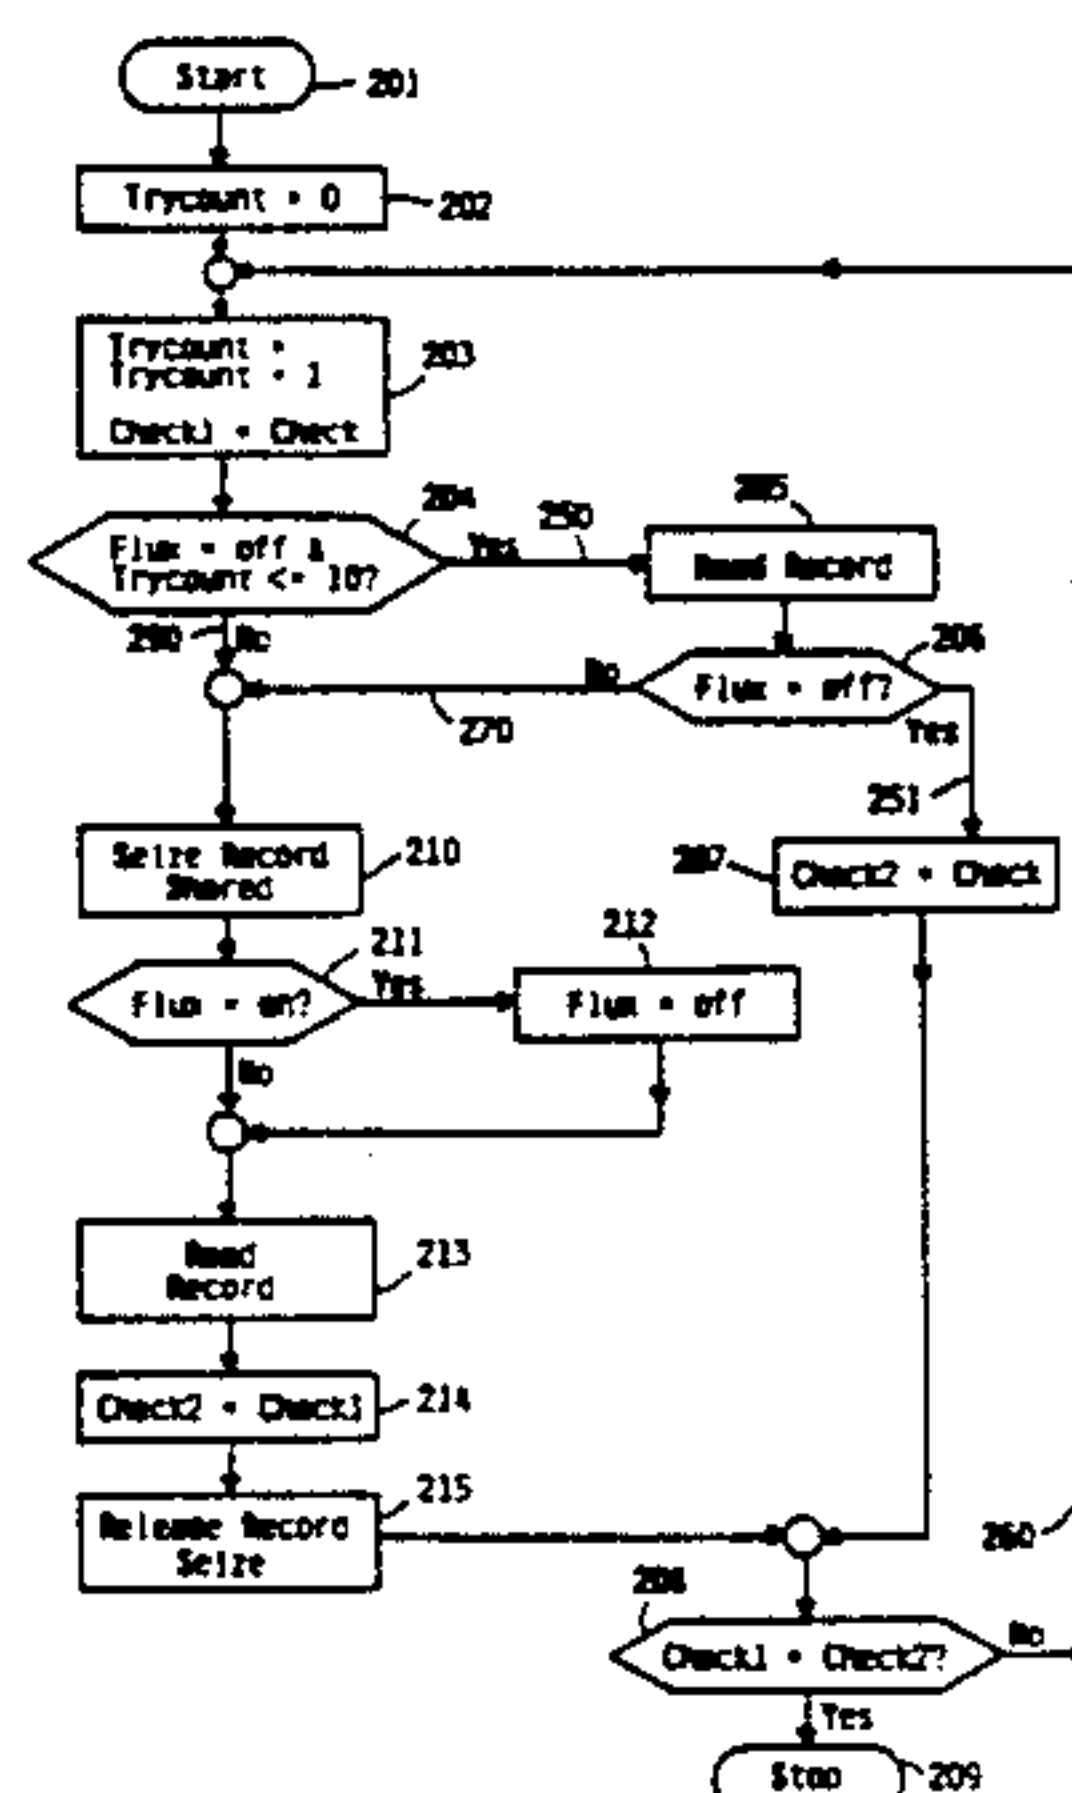 Start
201
Trycount = 0
202
Trycount =
Trycount + 1
Check1 = Check
203
204
Flux = off &
Trycount <= 10?
Yes
250
205
Read Record
290
No
206
Flux = off?
No
270
Yes
251
Seize Record
Shared
210
207
Check2 = Check
211
Flux = on?
Yes
212
Flux = off
No
Read
Record
213
Check2 = Check1
214
Release Record
Seize
215
260
208
Check1 = Check2?
No
Yes
Stop
209